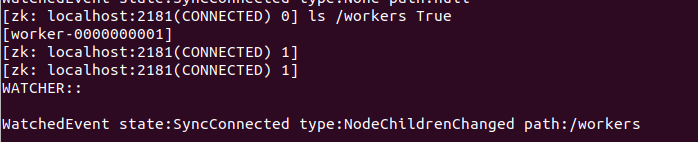 WatchedEvent state:SyncConnected type:None path:null
[zk: localhost:2181(CONNECTED) 0] ls /workers True
[worker-0000000001]
[zk: localhost:2181(CONNECTED) 1]
[zk: localhost:2181(CONNECTED) 1]
WATCHER::
WatchedEvent state:SyncConnected type:NodeChildrenChanged path:/workers